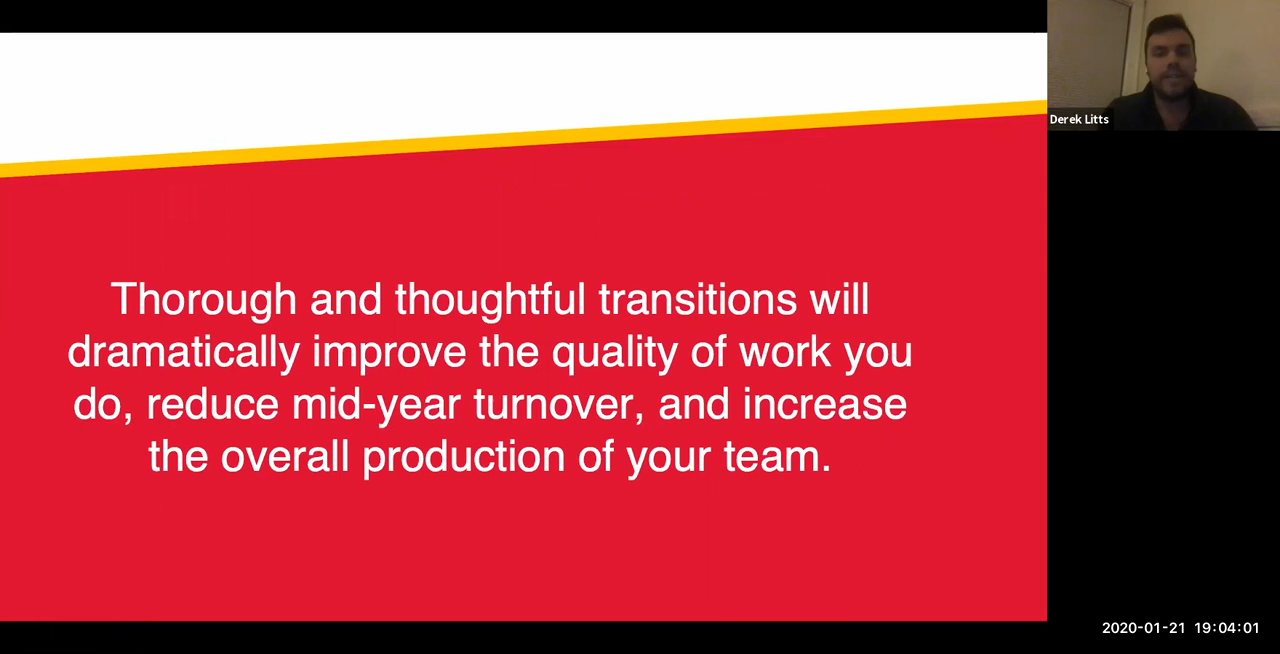 Thorough and thoughtful transitions will
dramatically improve the quality of work you
do, reduce mid-year turnover, and increase
the overall production of your team.
Derek Litts
2020-01-21 19:04:01